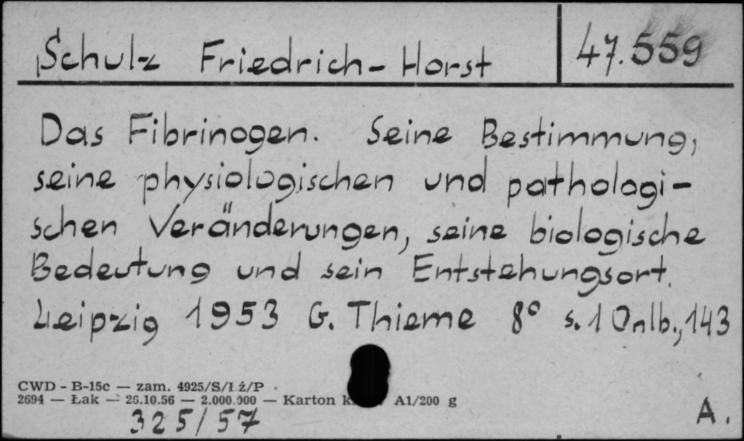 Schulz Friedrich-Horst 47.559
Das Fibrinogen. Seine Bestimmung,
seine physiologischen und pathologi-
schen Veränderungen, seine biologische
Bedeutung und sein Entstehungsort.
Leipzig 1953 G. Thieme 8° s. 1 nlb., 143
CWD - B-15c — zam. 4925/S/I ż/P
2694 — Łak — 26.10.56 — 2.000.000 — Karton A1/200 g
325/57
A.